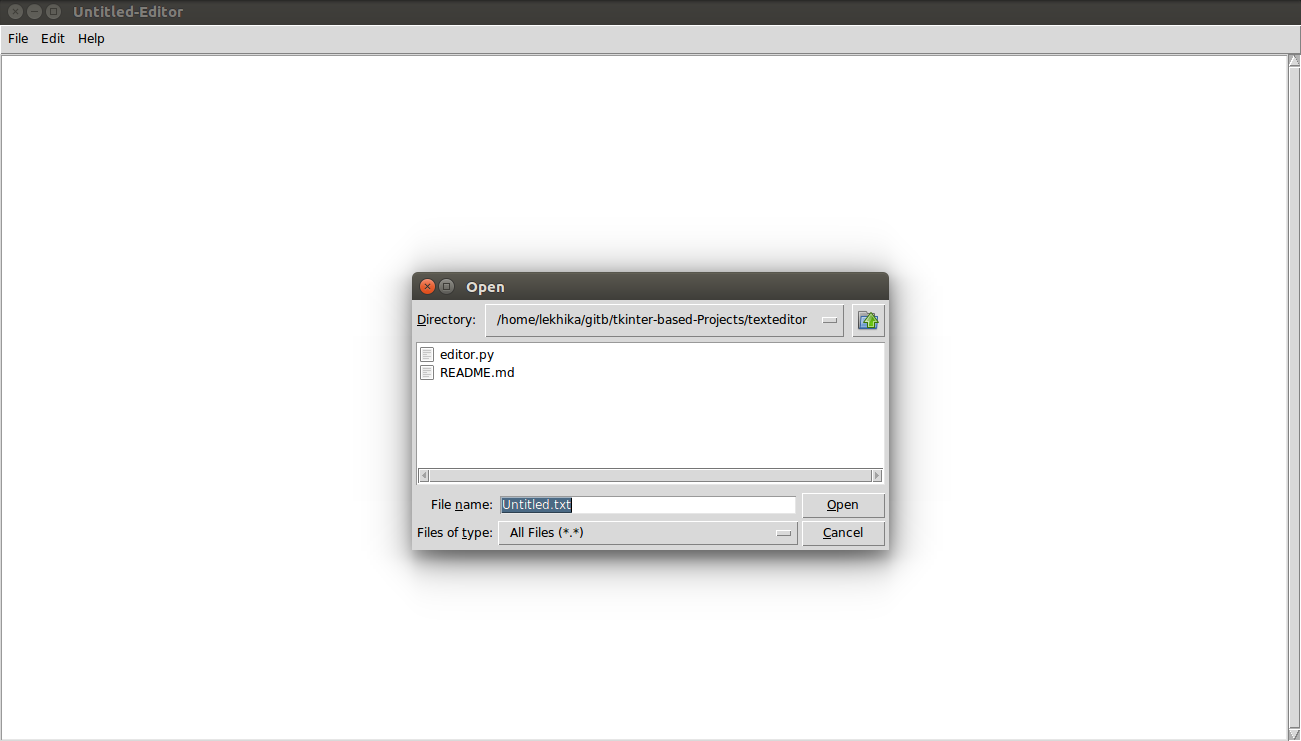 Untitled-Editor
File Edit Help
Open
Directory: /home/lekhika/gitb/tkinter-based-Projects/texteditor
editor.py
README.md
File name: Untitled.txt Open
Files of type: All Files (*.*) Cancel